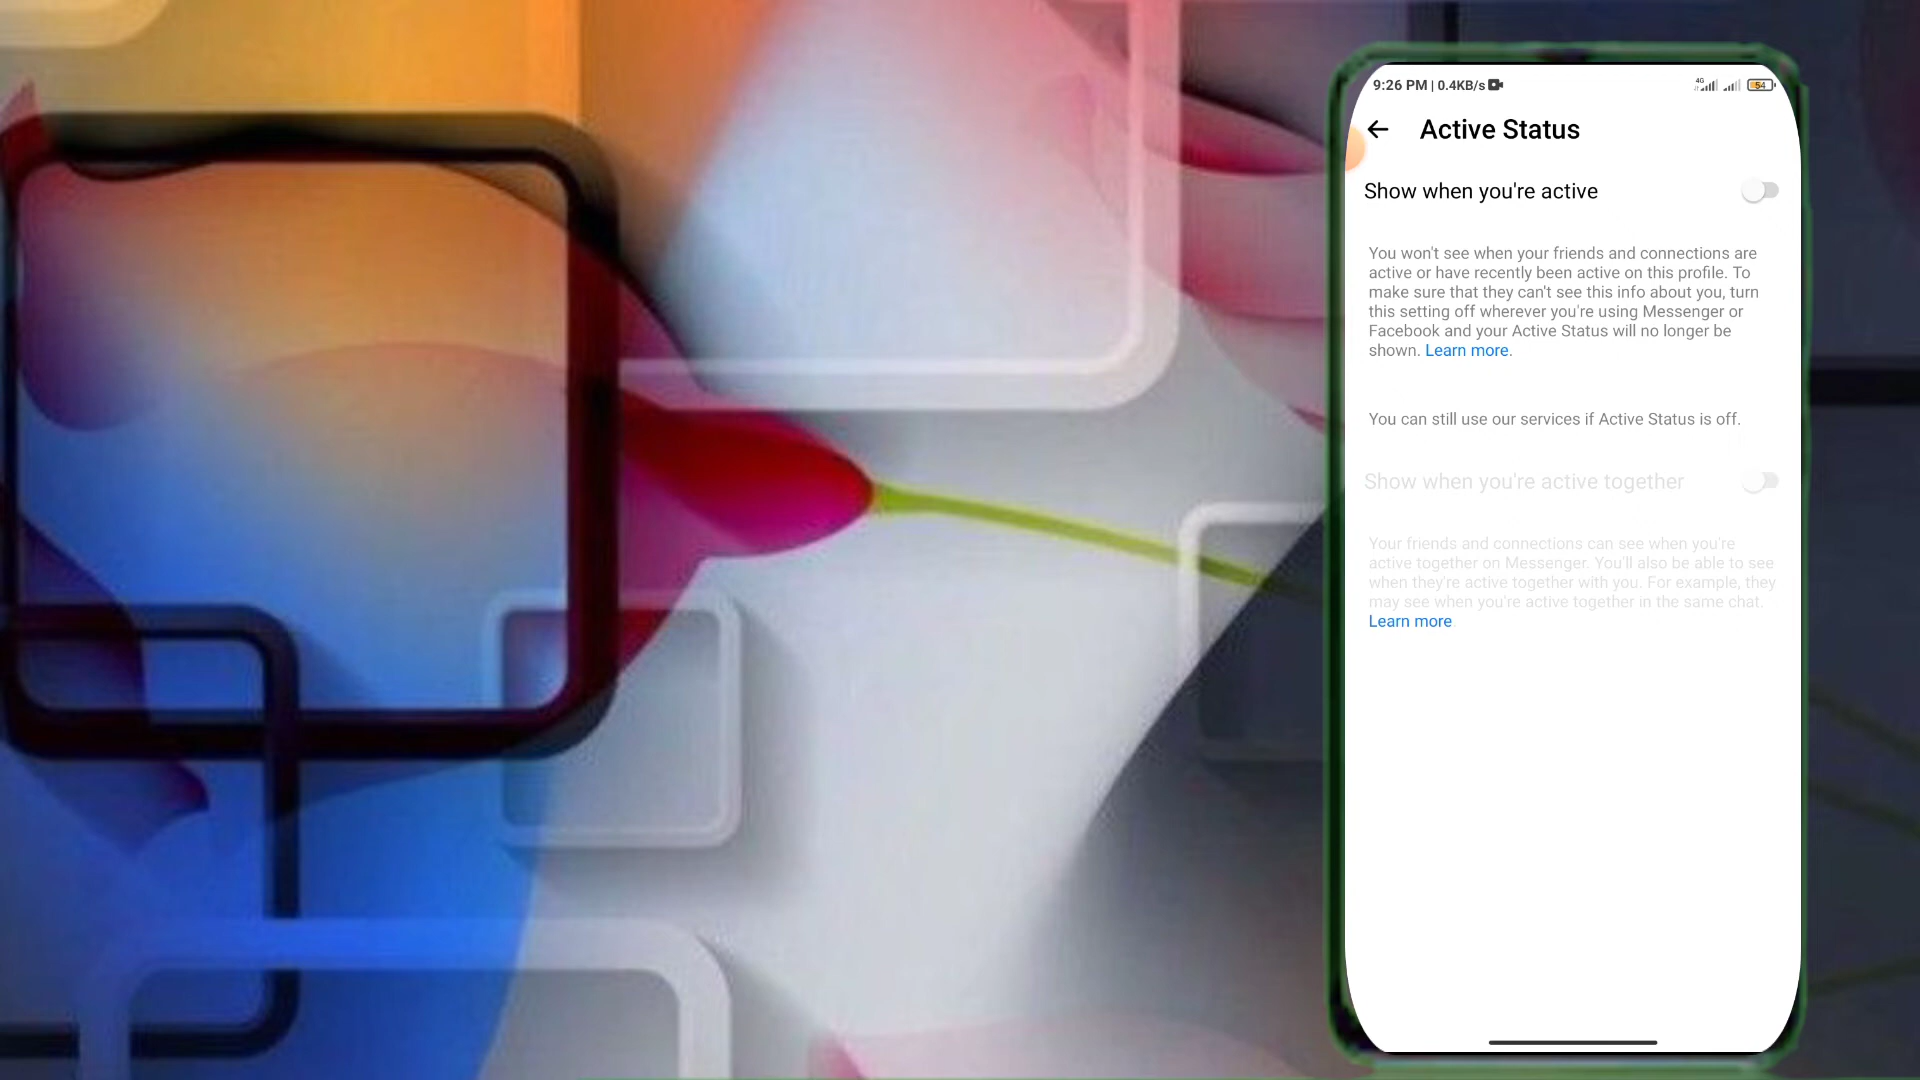 9:26 PM | 0.4KB/s 4G 54
Active Status
Show when you're active
You won't see when your friends and connections are
active or have recently been active on this profile. To
make sure that they can't see this info about you, turn
this setting off wherever you're using Messenger or
Facebook and your Active Status will no longer be
shown. Learn more.
You can still use our services if Active Status is off.
Show when you're active together
Your friends and connections can see when you're
active together on Messenger. You'll also be able to see
when they're active together with you. For example, they
may see when you're active together in the same chat.
Learn more